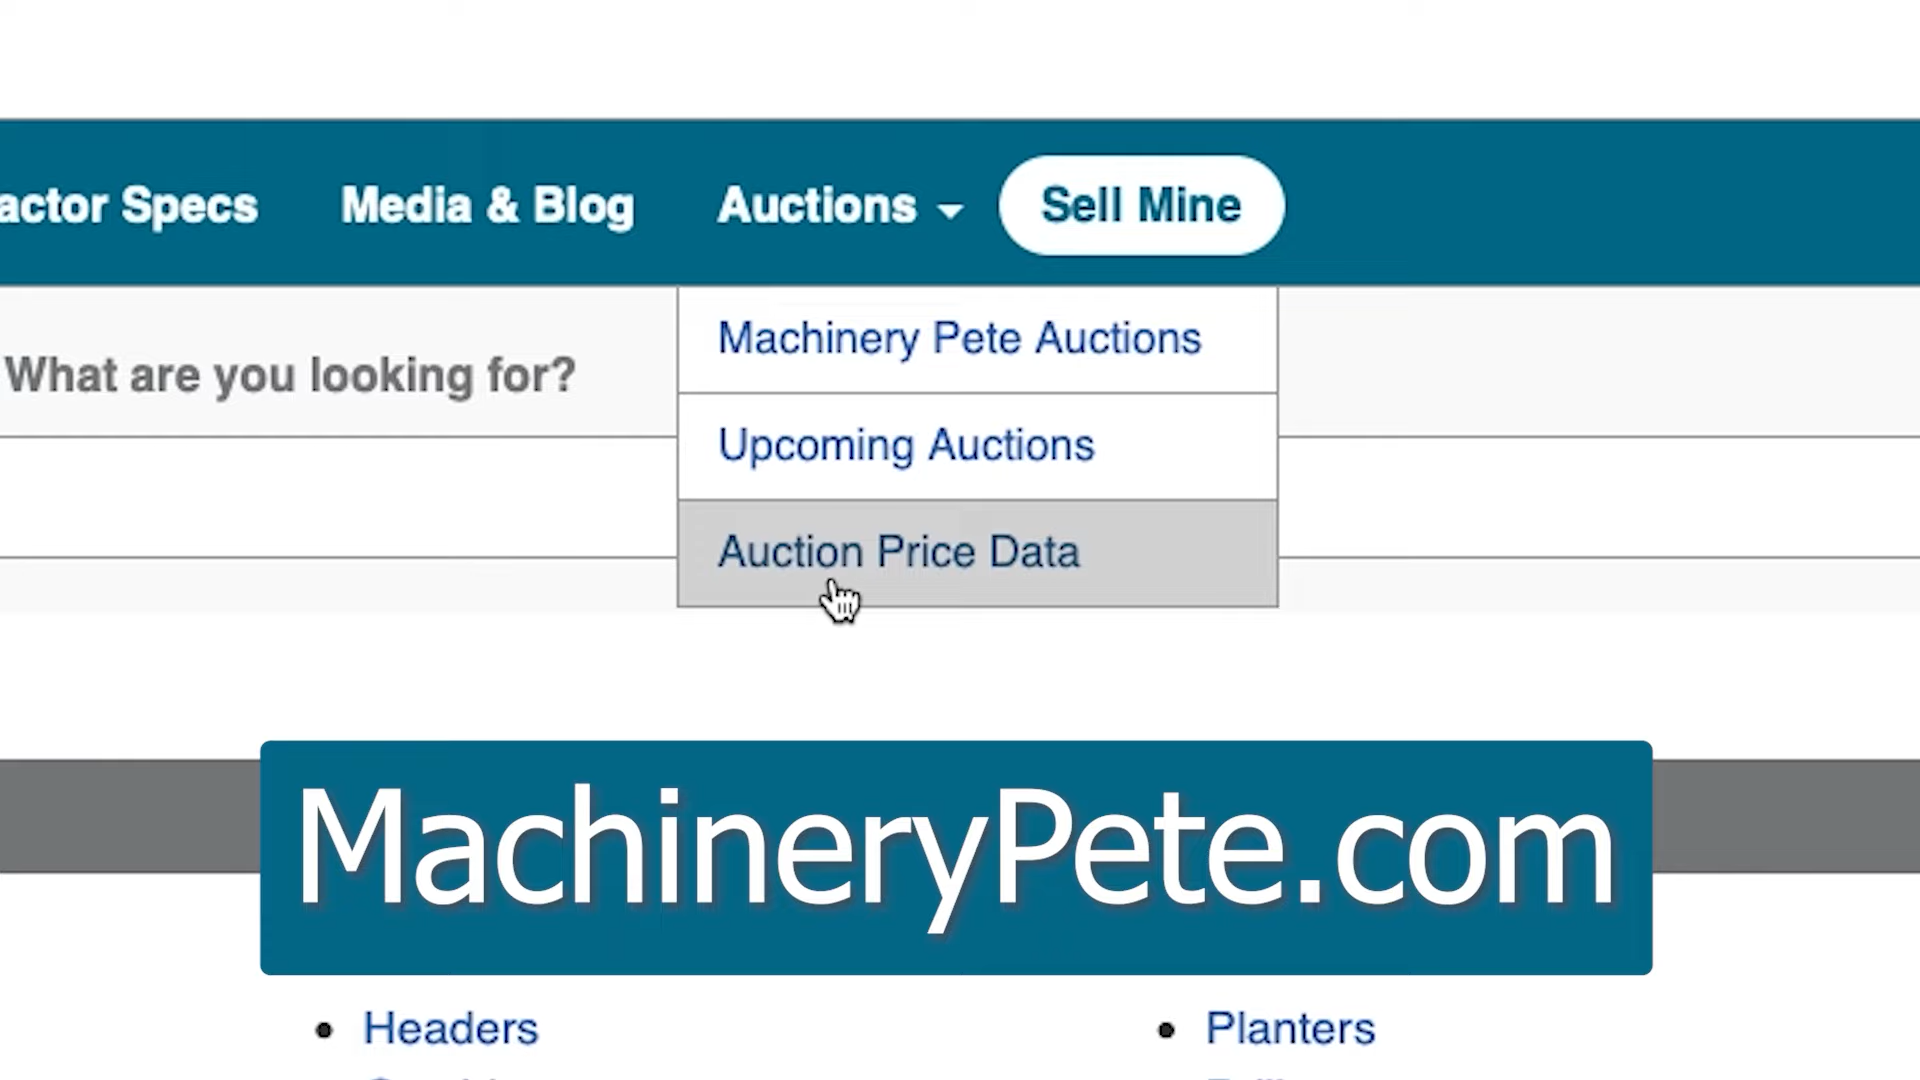 actor Specs Media & Blog Auctions Sell Mine
Machinery Pete Auctions
What are you looking for?
Upcoming Auctions
Auction Price Data
MachineryPete.com
Headers Planters